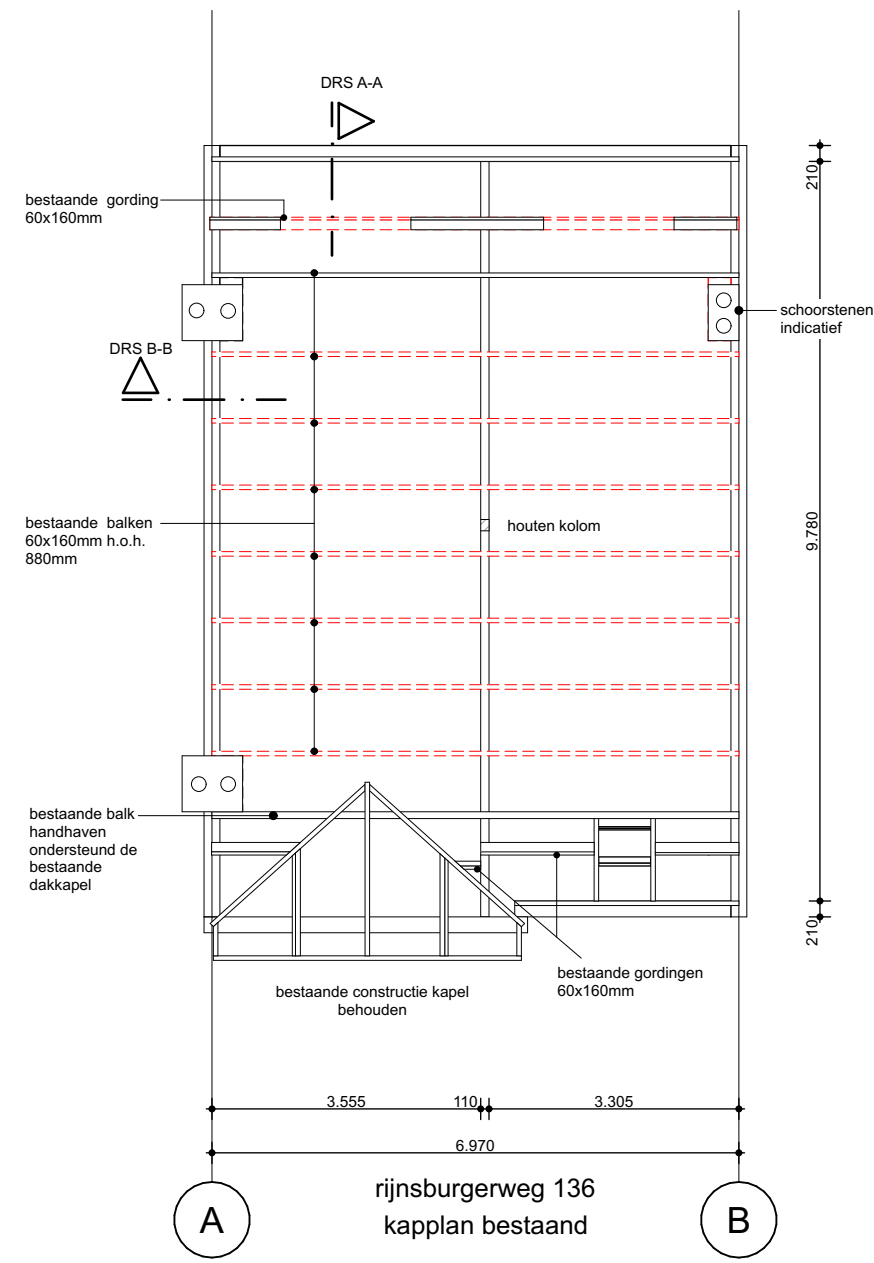 DRS A-A
210
bestaande gording
60x160mm
schoorstenen
indicatief
DRS B-B
bestaande balken
60x160mm h.o.h.
880mm
houten kolom
9.780
bestaande balk
handhaven
ondersteund de
bestaande
dakkapel
210
bestaande gordingen
60x160mm
bestaande constructie kapel
behouden
3.555
110
3.305
6.970
rijnsburgerweg 136
kapplan bestaand
A
B